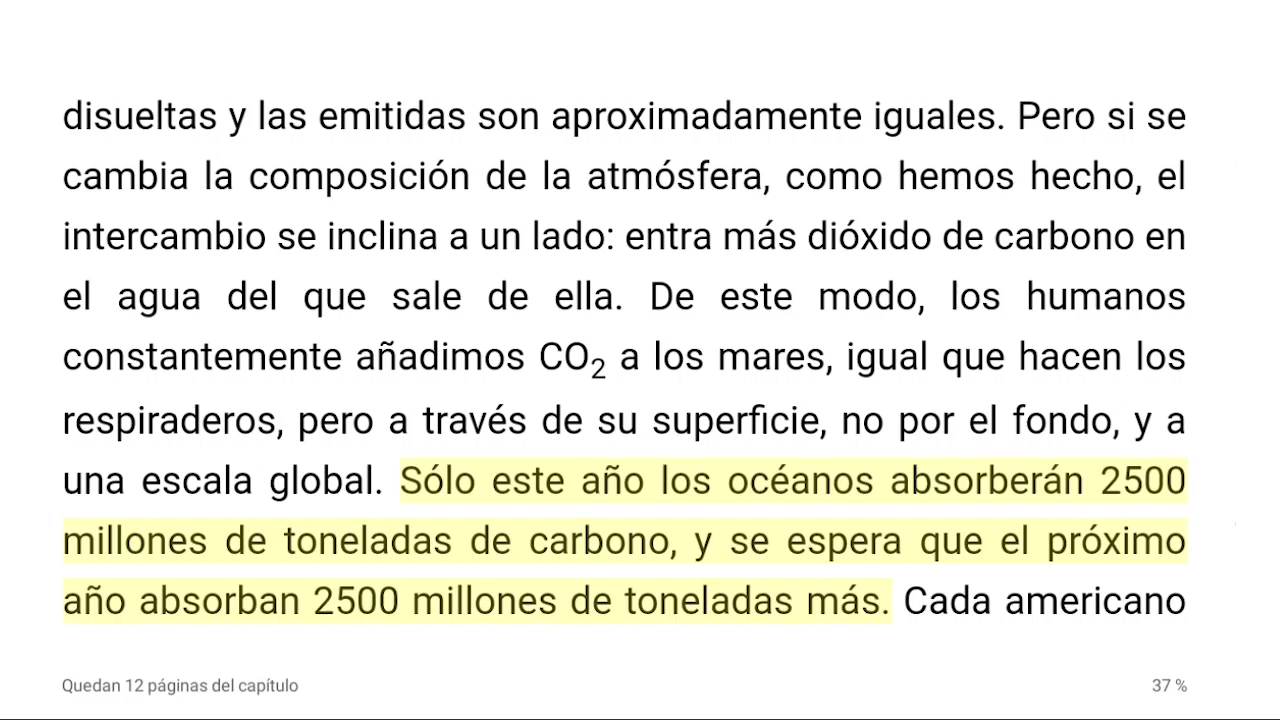 disueltas y las emitidas son aproximadamente iguales. Pero si se
cambia la composición de la atmósfera, como hemos hecho, el
intercambio se inclina a un lado: entra más dióxido de carbono en
el agua del que sale de ella. De este modo, los humanos
constantemente añadimos CO₂ a los mares, igual que hacen los
respiraderos, pero a través de su superficie, no por el fondo, y a
una escala global. Sólo este año los océanos absorberán 2500
millones de toneladas de carbono, y se espera que el próximo
año absorban 2500 millones de toneladas más. Cada americano
Quedan 12 páginas del capítulo
37 %